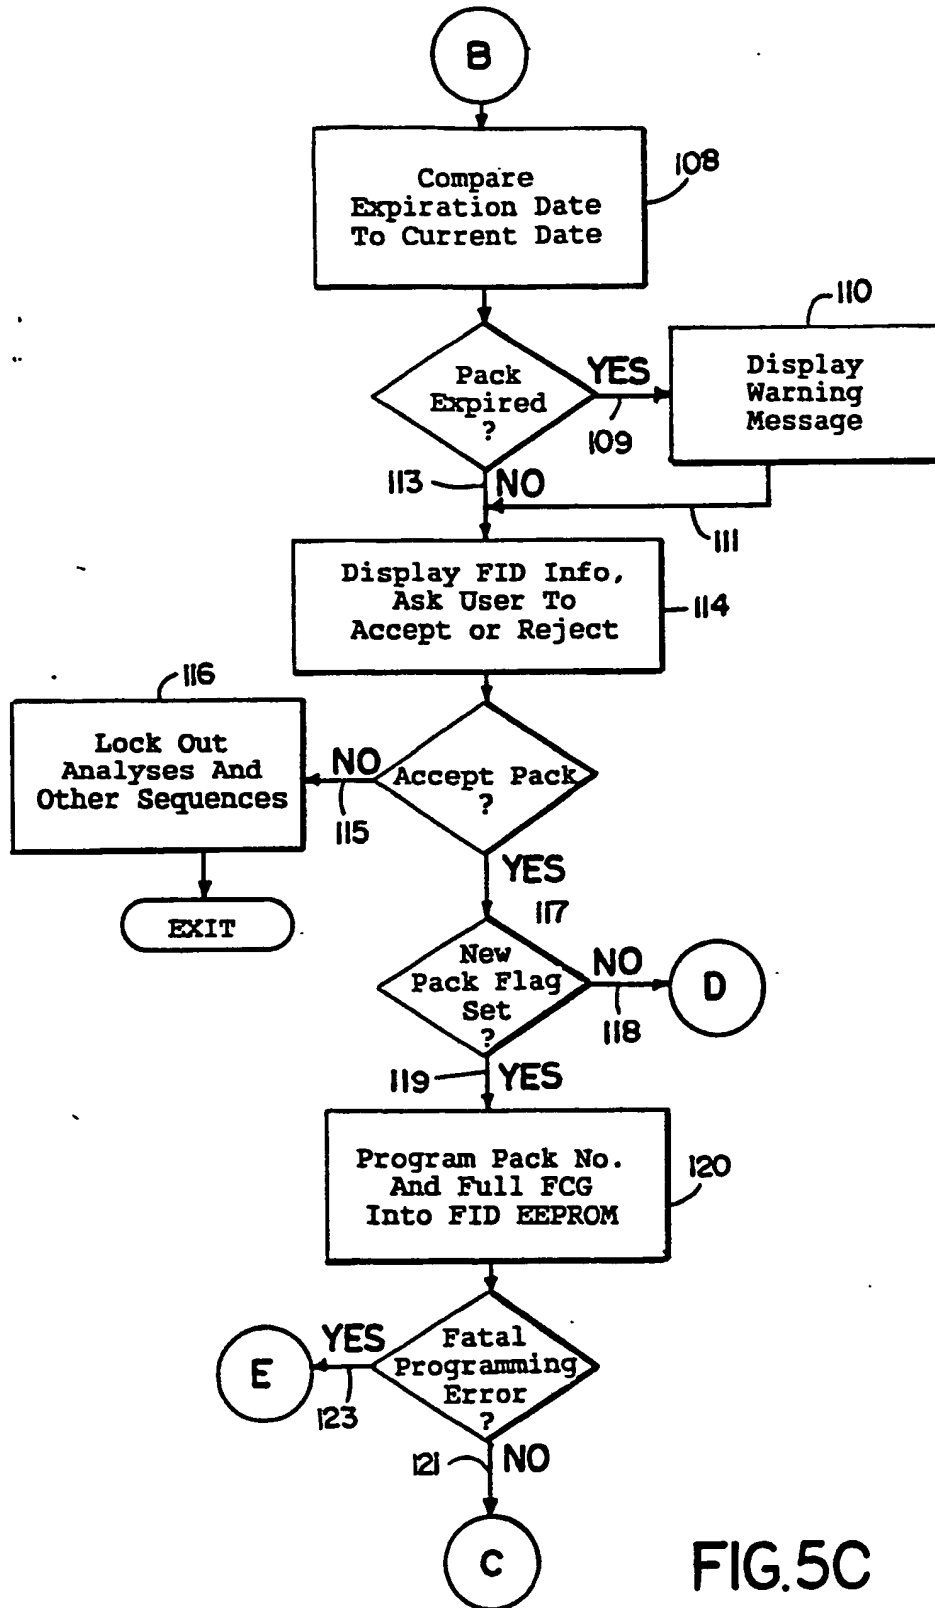 B
Compare
Expiration Date
To Current Date
108
110
Pack
Expired
?
YES
109
Display
Warning
Message
113
NO
111
Display FID Info,
Ask User To
Accept or Reject
114
116
Lock Out
Analyses And
Other Sequences
NO
115
Accept Pack
?
EXIT
YES
117
New
Pack Flag
Set
?
NO
118
D
119
YES
Program Pack No.
And Full FCG
Into FID EEPROM
120
Fatal
Programming
Error
?
YES
123
E
121
NO
C
FIG.5C